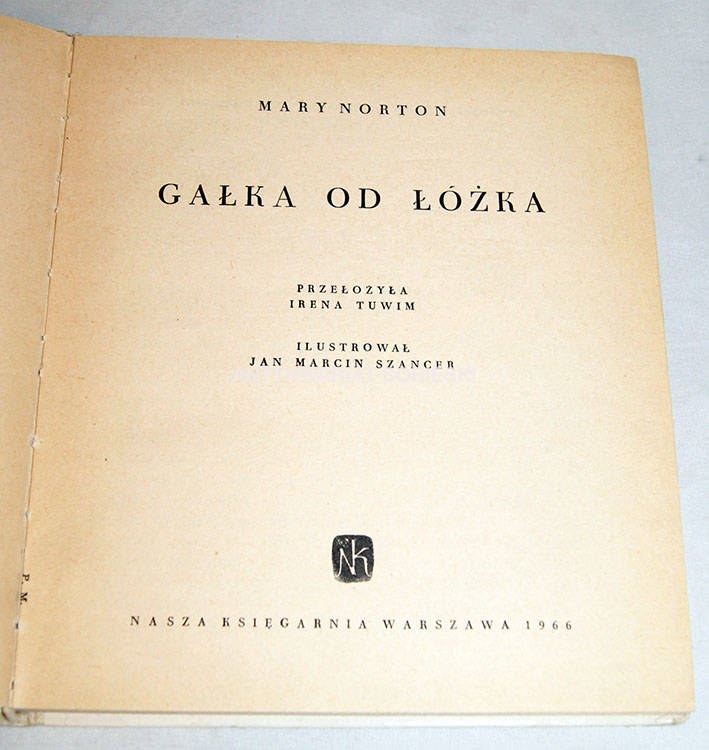 MARY NORTON
GAŁKA OD ŁÓŻKA
PRZEŁOŻYŁA
IRENA TUWIM
ILUSTROWAŁ
JAN MARCIN SZANCER
NK
P. M.
NASZA KSIĘGARNIA WARSZAWA 1966